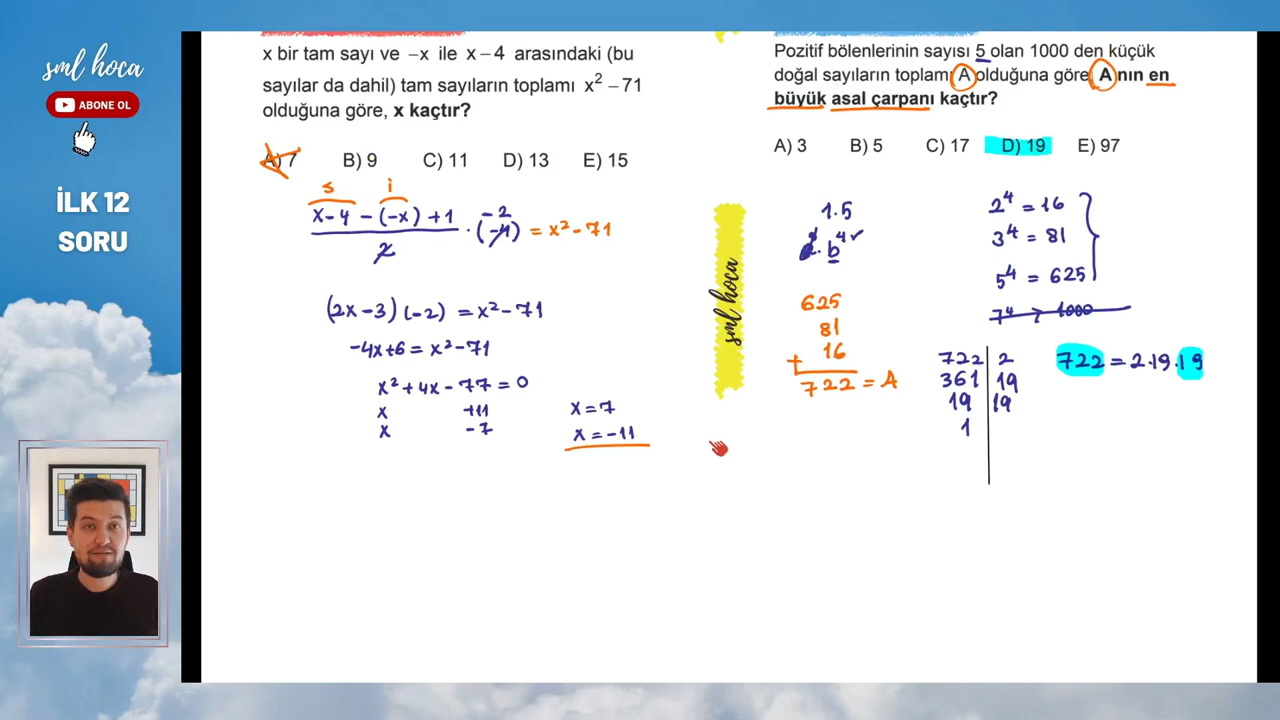 sml hoca
ABONE OL
İLK 12
SORU
x bir tam sayı ve −x ile x−4 arasındaki (bu
sayılar da dahil) tam sayıların toplamı x² −71
olduğuna göre, x kaçtır?
A) 7 B) 9 C) 11 D) 13 E) 15
s i
x-4-(-x)+1 -2
———— · (-4) = x²-71
2
(2x-3)(-2) = x²-71
-4x+6 = x²-71
x²+4x-77=0
x +11
x -7
x=7
x=-11
sml hoca
Pozitif bölenlerinin sayısı 5 olan 1000 den küçük
doğal sayıların toplamı A olduğuna göre A nın en
büyük asal çarpanı kaçtır?
A) 3 B) 5 C) 17 D) 19 E) 97
1.5
b⁴
625
81
+ 16
722 = A
2⁴ = 16
3⁴ = 81
5⁴ = 625
7⁴ > 1000
722 2
361 19
19 19
1
722 = 2.19.19